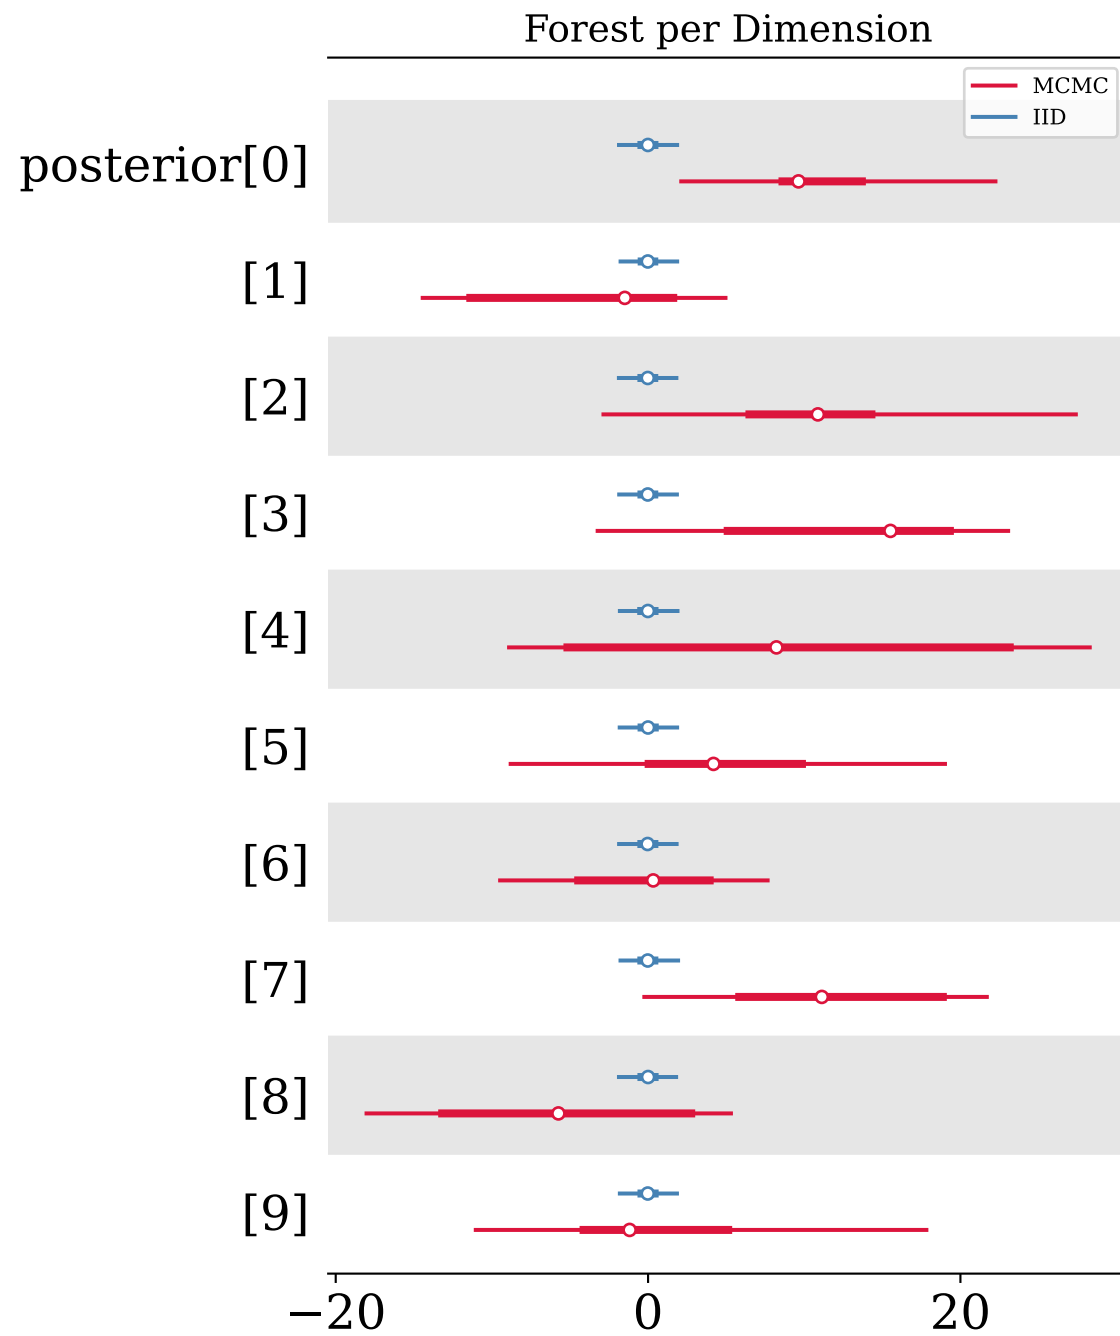 Forest per Dimension
MCMC
IID
posterior[0]
[1]
[2]
[3]
[4]
[5]
[6]
[7]
[8]
[9]
−20 0 20